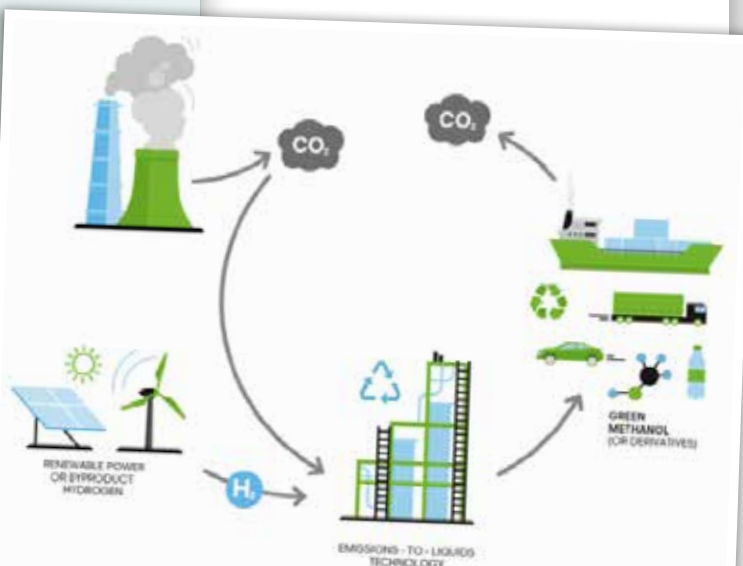 CO₂
CO₂
RENEWABLE POWER
OR BYPRODUCT
HYDROGEN
H₂
EMISSIONS - TO - LIQUIDS
TECHNOLOGY
GREEN
METHANOL
(OR DERIVATIVES)